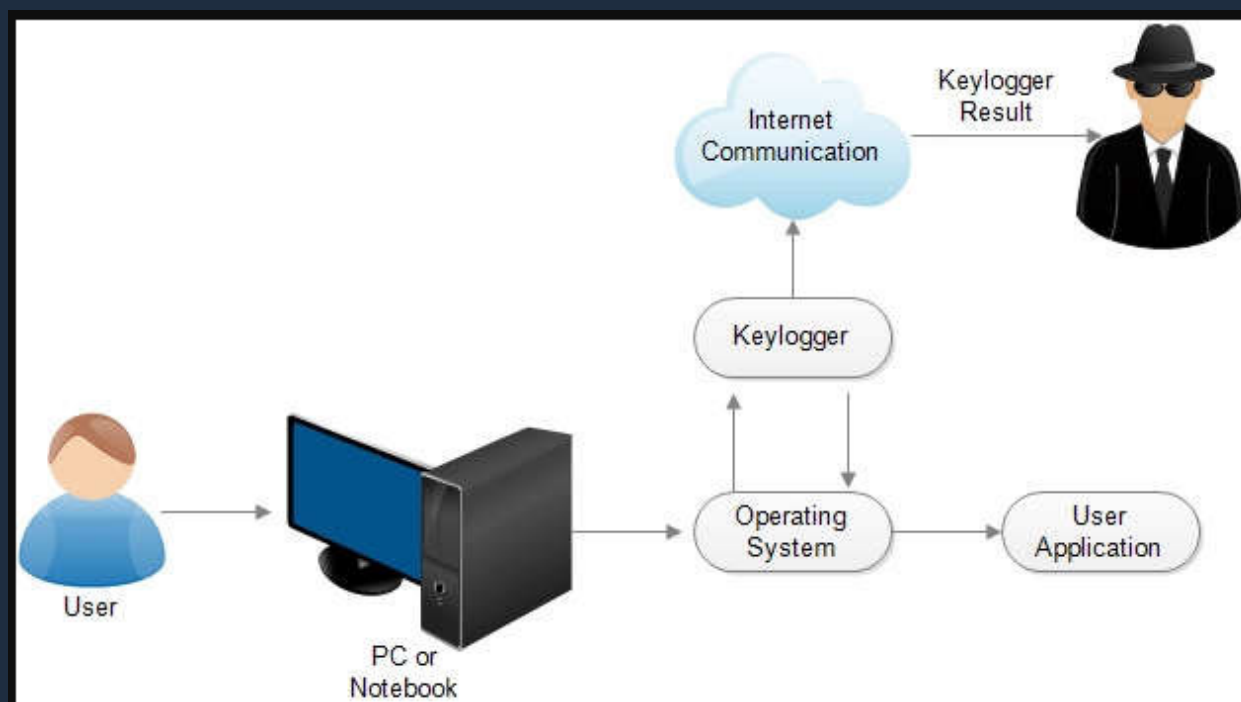 Internet
Communication
Keylogger
Result
Keylogger
Operating
System
User
Application
User
PC or
Notebook